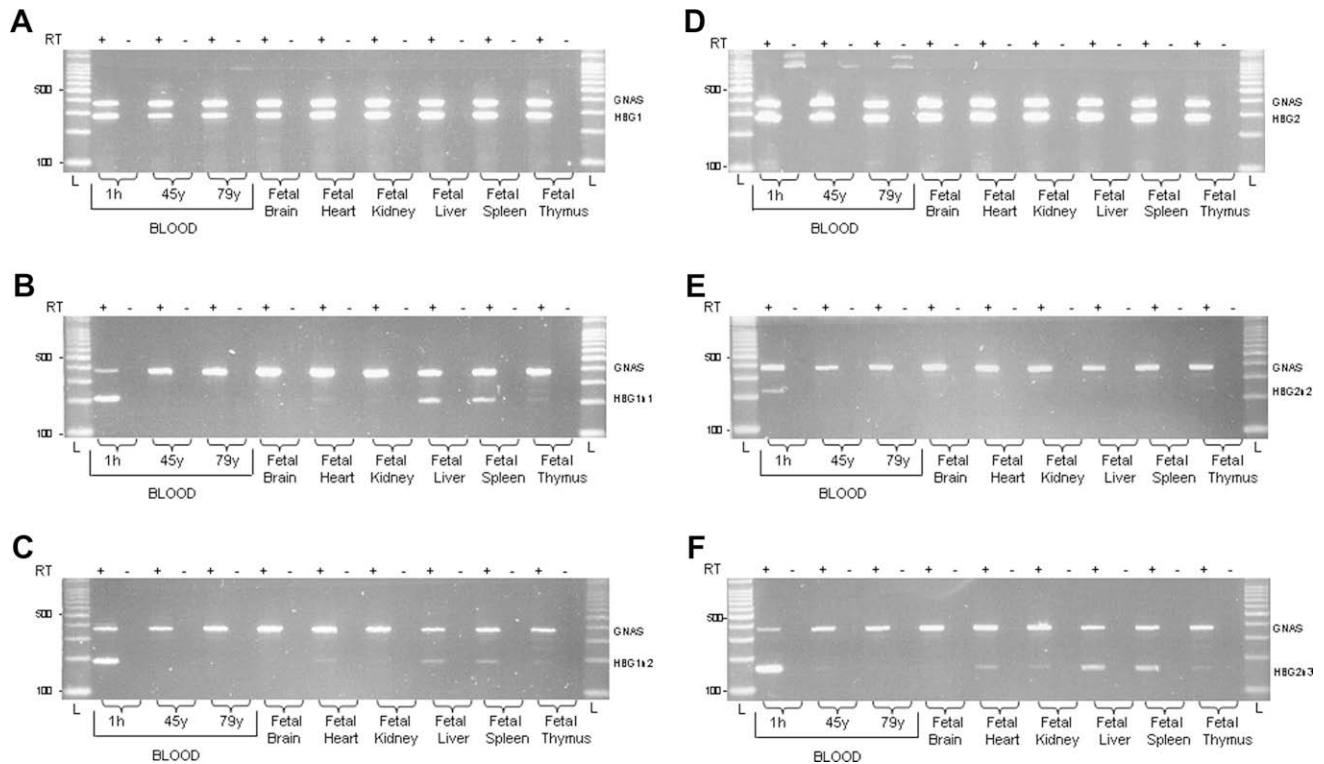 A
RT + - + - + - + - + - + - + - + - + -
500 -
GNAS
HBG1
100 -
L 1h 45y 79y Fetal Brain Fetal Heart Fetal Kidney Fetal Liver Fetal Spleen Fetal Thymus L
BLOOD
B
RT + - + - + - + - + - + - + - + - + -
500 -
GNAS
HBG1n1
100 -
L 1h 45y 79y Fetal Brain Fetal Heart Fetal Kidney Fetal Liver Fetal Spleen Fetal Thymus L
BLOOD
C
RT + - + - + - + - + - + - + - + - + -
500 -
GNAS
HBG1n2
100 -
L 1h 45y 79y Fetal Brain Fetal Heart Fetal Kidney Fetal Liver Fetal Spleen Fetal Thymus L
BLOOD
D
RT + - + - + - + - + - + - + - + - + -
500 -
GNAS
HBG2
100 -
L 1h 45y 79y Fetal Brain Fetal Heart Fetal Kidney Fetal Liver Fetal Spleen Fetal Thymus L
BLOOD
E
RT + - + - + - + - + - + - + - + - + -
500 -
GNAS
HBG2n2
100 -
L 1h 45y 79y Fetal Brain Fetal Heart Fetal Kidney Fetal Liver Fetal Spleen Fetal Thymus L
BLOOD
F
RT + - + - + - + - + - + - + - + - + -
500 -
GNAS
HBG2n3
100 -
L 1h 45y 79y Fetal Brain Fetal Heart Fetal Kidney Fetal Liver Fetal Spleen Fetal Thymus L
BLOOD